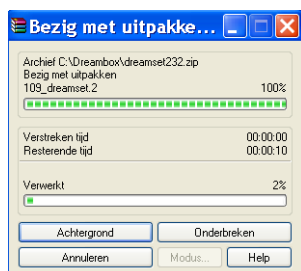 Bezig met uitpakke...
Archief C:\Dreambox\dreamset232.zip
Bezig met uitpakken
109_dreamset.2 100%
Verstreken tijd 00:00:00
Resterende tijd 00:00:10
Verwerkt 2%
Achtergrond Onderbreken
Annuleren Modus... Help